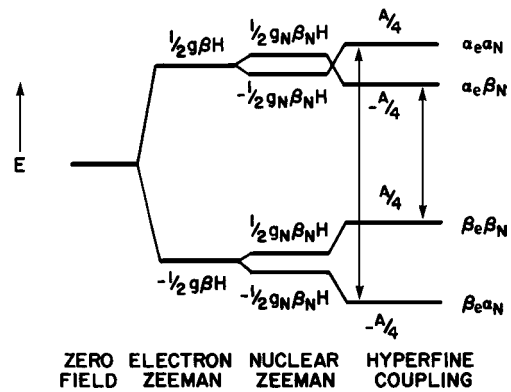 A/4
½gβH
½gNβNH
αeαN
-½gNβNH
αeβN
-A/4
E
A/4
½gNβNH
βeβN
-½gβH
-½gNβNH
βeαN
-A/4
ZERO FIELD
ELECTRON ZEEMAN
NUCLEAR ZEEMAN
HYPERFINE COUPLING